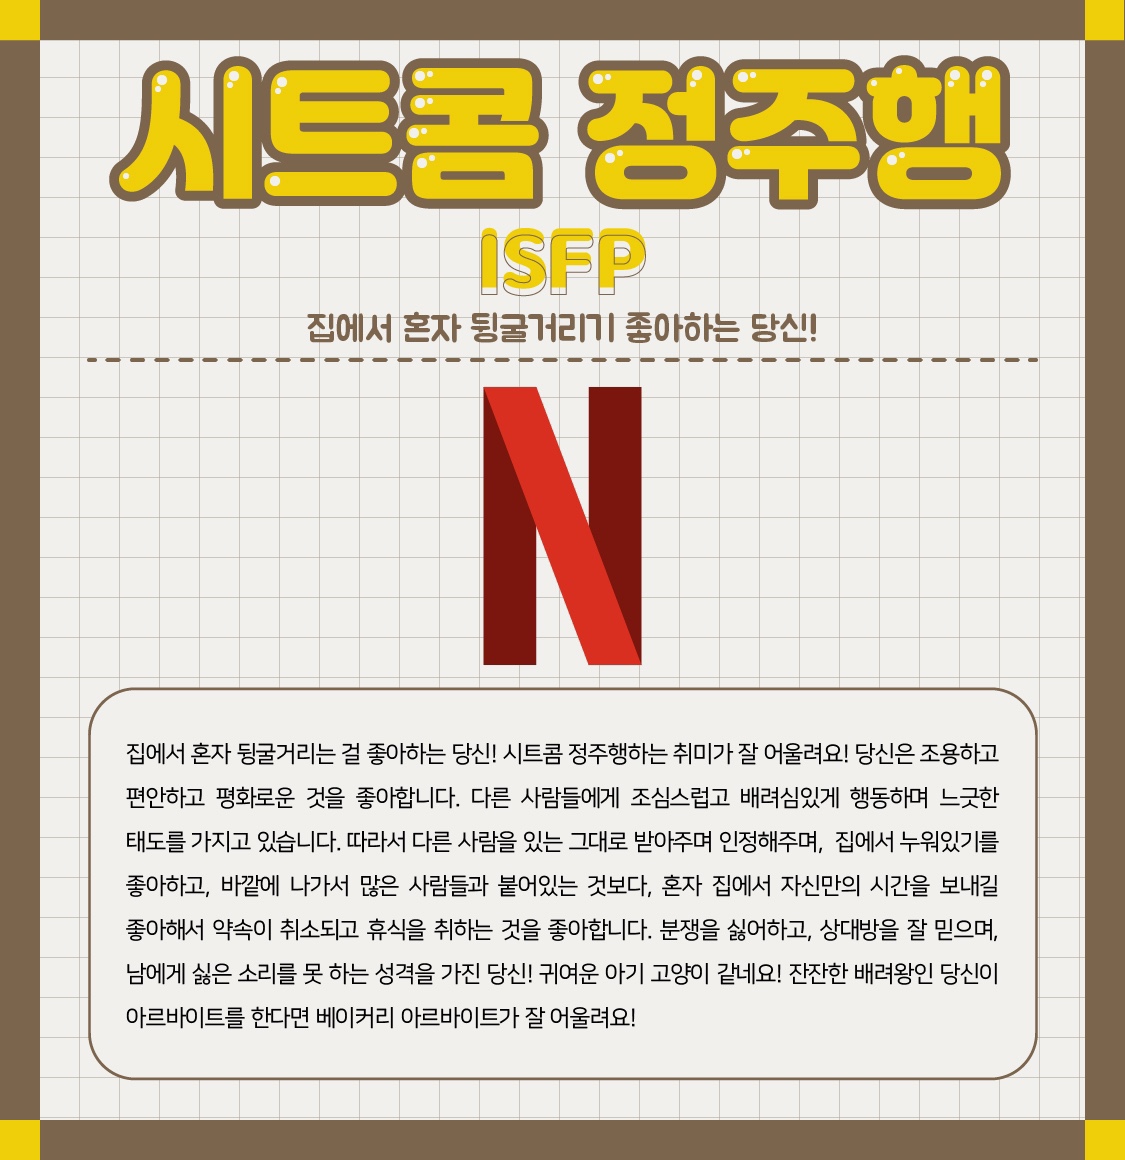 시트콤 정주행
ISFP
집에서 혼자 뒹굴거리기 좋아하는 당신!
N
집에서 혼자 뒹굴거리는 걸 좋아하는 당신! 시트콤 정주행하는 취미가 잘 어울려요! 당신은 조용하고
편안하고 평화로운 것을 좋아합니다. 다른 사람들에게 조심스럽고 배려심있게 행동하며 느긋한
태도를 가지고 있습니다. 따라서 다른 사람을 있는 그대로 받아주며 인정해주며, 집에서 누워있기를
좋아하고, 바깥에 나가서 많은 사람들과 붙어있는 것보다, 혼자 집에서 자신만의 시간을 보내길
좋아해서 약속이 취소되고 휴식을 취하는 것을 좋아합니다. 분쟁을 싫어하고, 상대방을 잘 믿으며,
남에게 싫은 소리를 못 하는 성격을 가진 당신! 귀여운 아기 고양이 같네요! 잔잔한 배려왕인 당신이
아르바이트를 한다면 베이커리 아르바이트가 잘 어울려요!